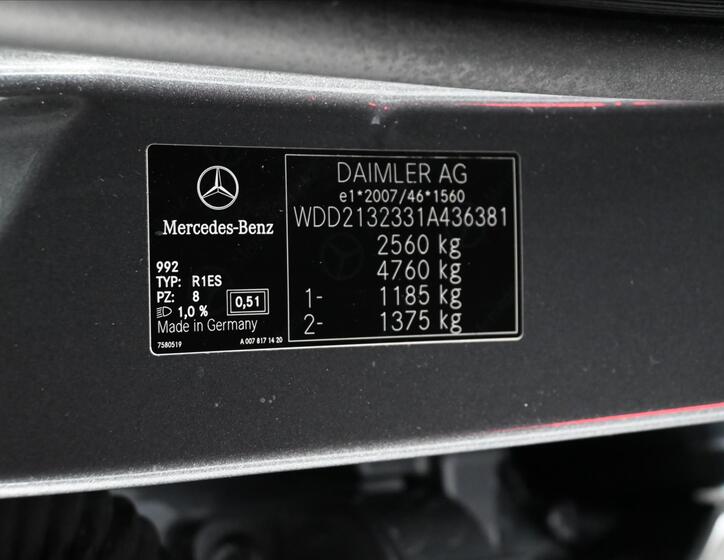 Mercedes-Benz
992
TYP: R1ES
PZ: 8
0,51
1,0 %
Made in Germany
7580519
A 007 817 14 20
DAIMLER AG
e1*2007/46*1560
WDD2132331A436381
2560 kg
4760 kg
1- 1185 kg
2- 1375 kg